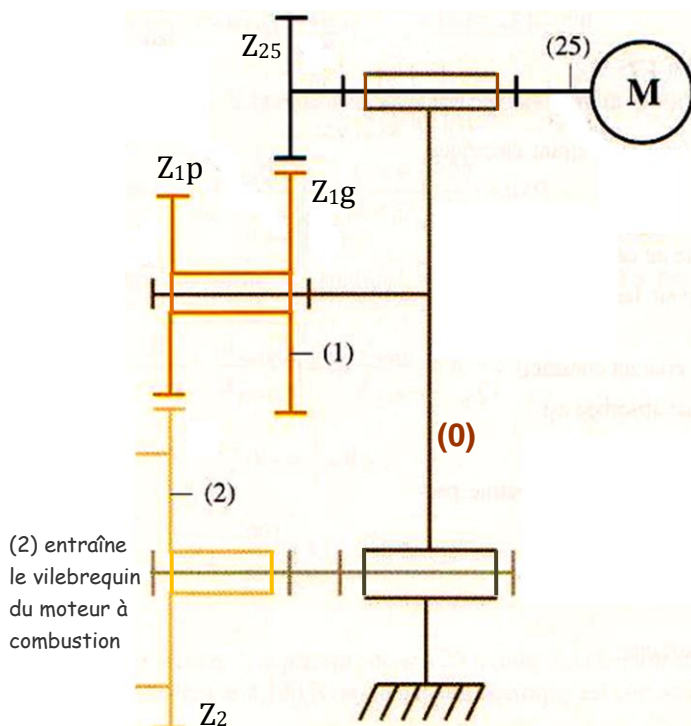 Z25
(25)
M
Z1p
Z1g
(1)
(0)
(2)
(2) entraîne
le vilebrequin
du moteur à
combustion
Z2